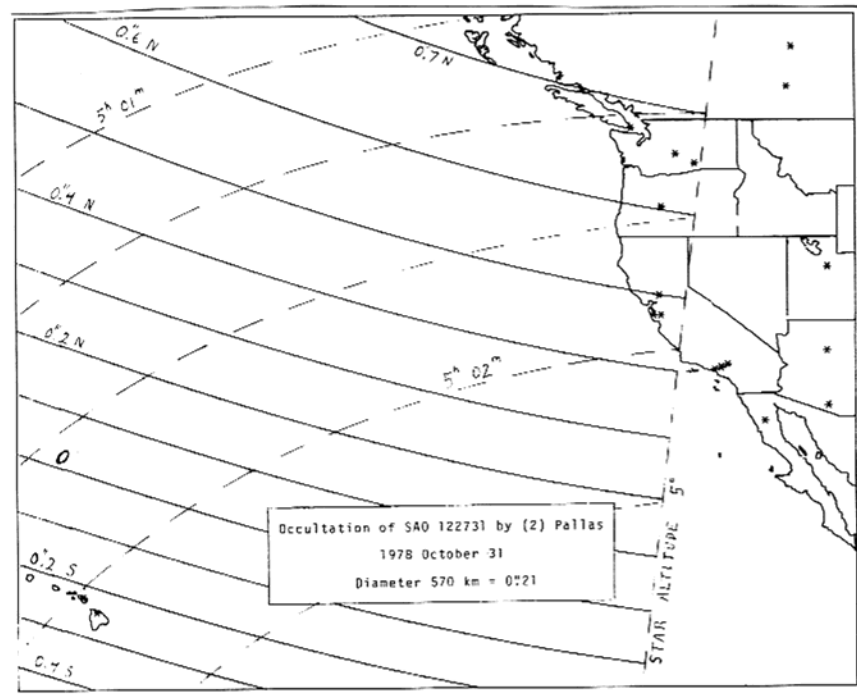 0."6 N
0."7 N
5ʰ 01ᵐ
0."4 N
0."2 N
5ʰ 02ᵐ
0
STAR ALTITUDE 5°
Occultation of SAO 122731 by (2) Pallas
1978 October 31
Diameter 570 km = 0."21
0."2 S
0.4 S